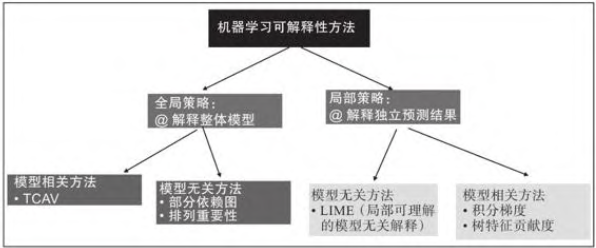 机器学习可解释性方法
全局策略：
@ 解释整体模型
局部策略：
@ 解释独立预测结果
模型相关方法
• TCAV
模型无关方法
• 部分依赖图
• 排列重要性
模型无关方法
• LIME（局部可理解
的模型无关解释）
模型相关方法
• 积分梯度
• 树特征贡献度